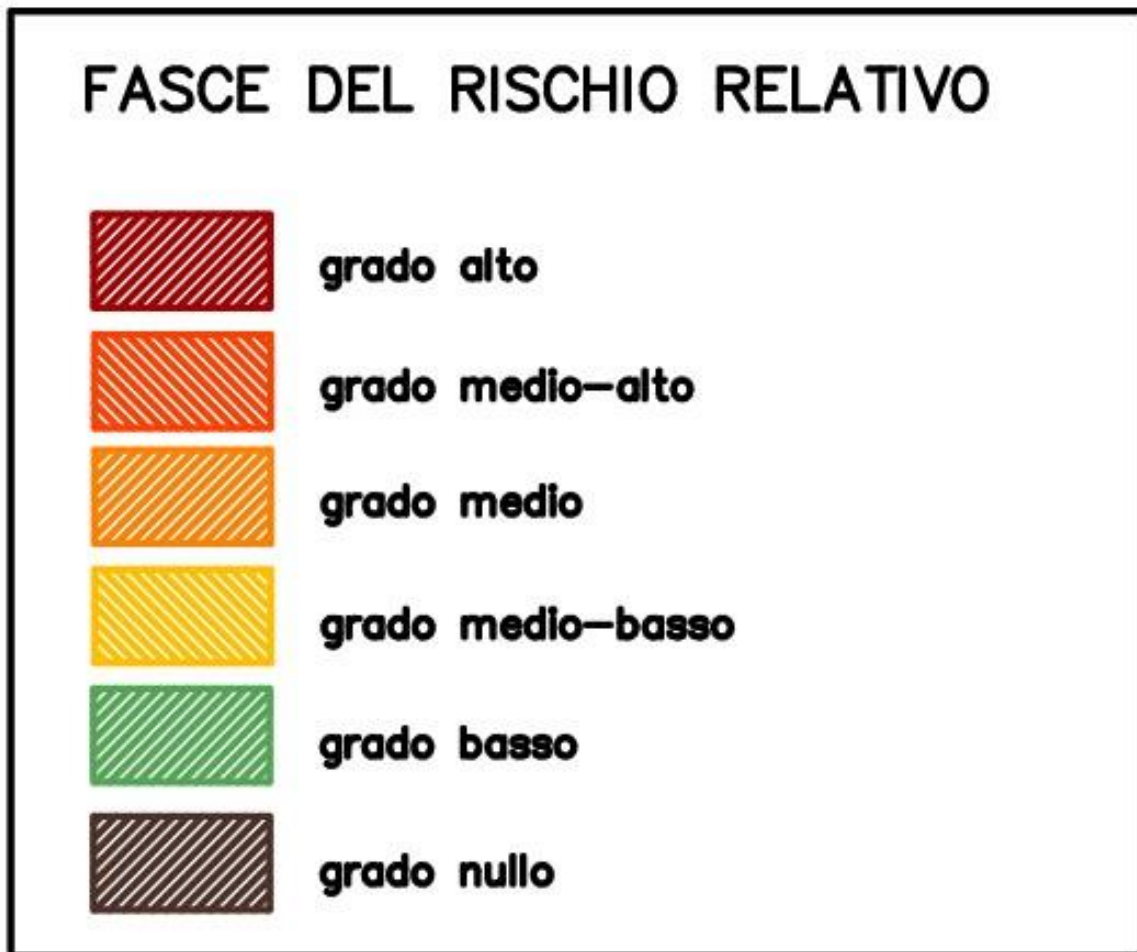 FASCE DEL RISCHIO RELATIVO
grado alto
grado medio-alto
grado medio
grado medio-basso
grado basso
grado nullo